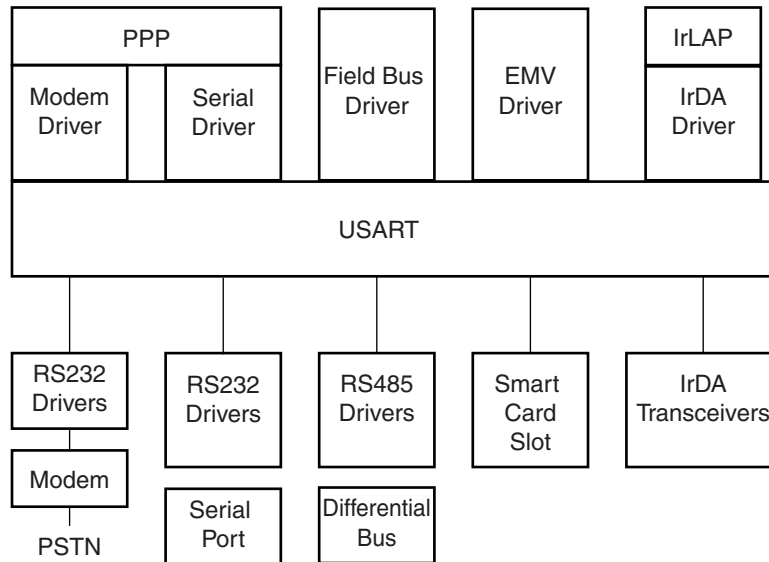 PPP
IrLAP
Modem
Driver
Serial
Driver
Field Bus
Driver
EMV
Driver
IrDA
Driver
USART
RS232
Drivers
RS232
Drivers
RS485
Drivers
Smart
Card
Slot
IrDA
Transceivers
Modem
Serial
Port
Differential
Bus
PSTN